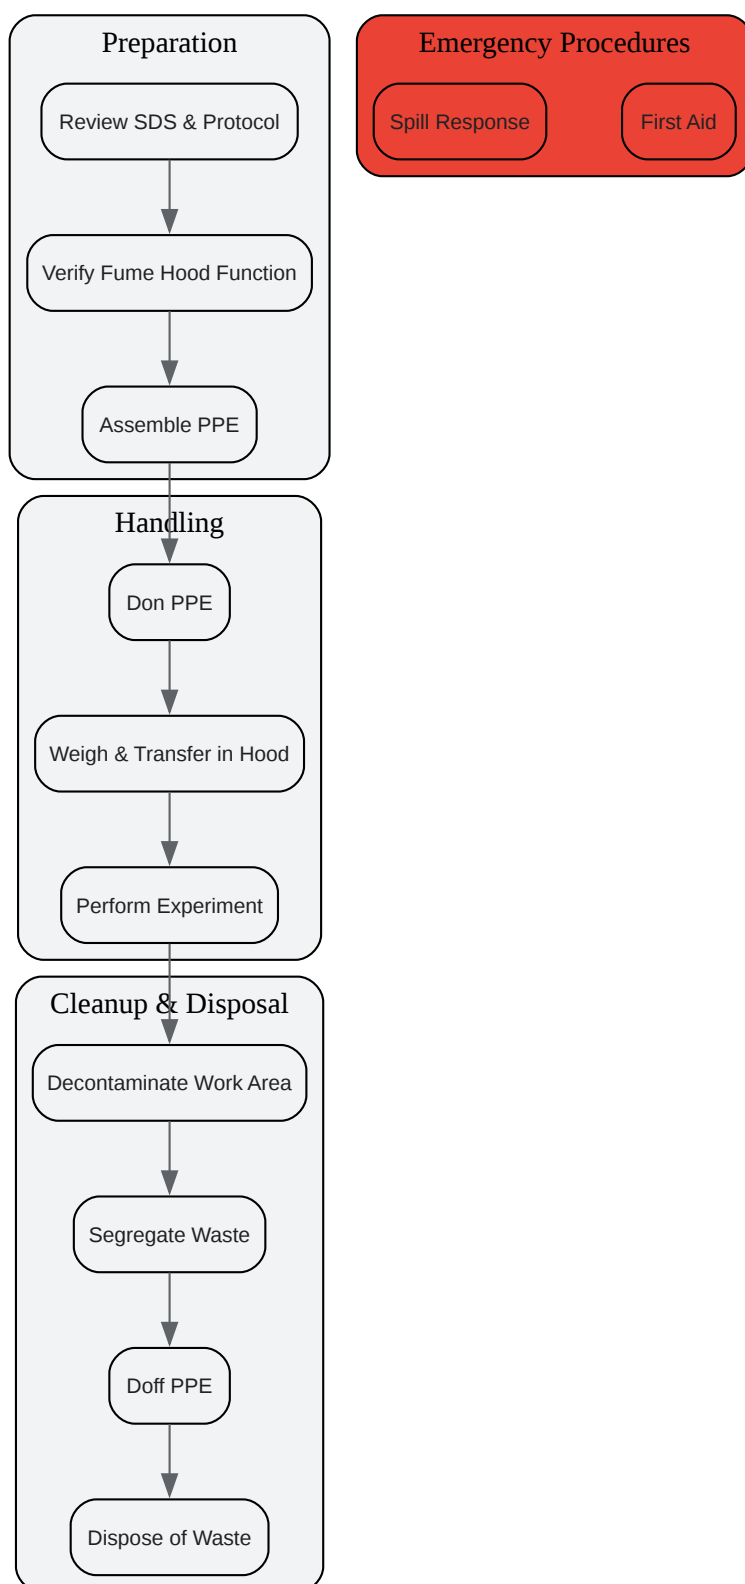 Preparation
Review SDS & Protocol
Verify Fume Hood Function
Assemble PPE
Emergency Procedures
Spill Response
First Aid
Handling
Don PPE
Weigh & Transfer in Hood
Perform Experiment
Cleanup & Disposal
Decontaminate Work Area
Segregate Waste
Doff PPE
Dispose of Waste